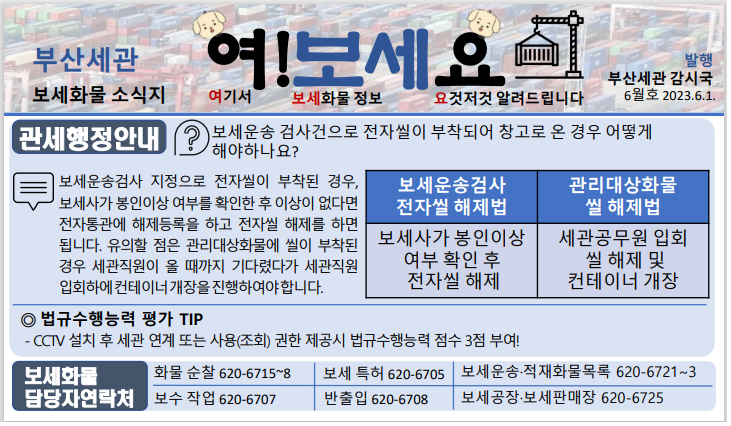 부산세관
보세화물 소식지
여!보세요
여기서 보세화물 정보 요것저것 알려드립니다
발행
부산세관 감시국
6월호 2023.6.1.
관세행정안내
보세운송 검사건으로 전자씰이 부착되어 창고로 온 경우 어떻게
해야하나요?
보세운송검사 지정으로 전자씰이 부착된 경우,
보세사가 봉인이상 여부를 확인한 후 이상이 없다면
전자통관에 해제등록을 하고 전자씰 해제를 하면
됩니다. 유의할 점은 관리대상화물에 씰이 부착된
경우 세관직원이 올 때까지 기다렸다가 세관직원
입회하에 컨테이너 개장을 진행하여야 합니다.
보세운송검사
전자씰 해제법
관리대상화물
씰 해제법
보세사가 봉인이상
여부 확인 후
전자씰 해제
세관공무원 입회
씰 해제 및
컨테이너 개장
◎ 법규수행능력 평가 TIP
- CCTV 설치 후 세관 연계 또는 사용(조회) 권한 제공시 법규수행능력 점수 3점 부여!
보세화물
담당자연락처
화물 순찰 620-6715~8 보세 특허 620-6705 보세운송·적재화물목록 620-6721~3
보수 작업 620-6707 반출입 620-6708 보세공장·보세판매장 620-6725